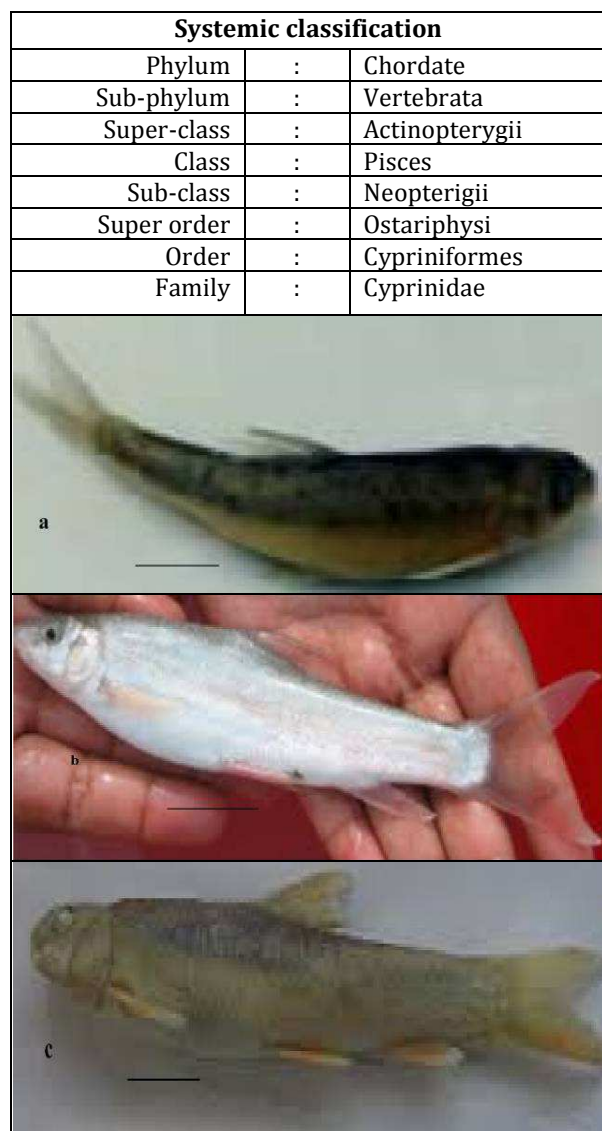 Systemic classification
Phylum : Chordate
Sub-phylum : Vertebrata
Super-class : Actinopterygii
Class : Pisces
Sub-class : Neopterigii
Super order : Ostariphysi
Order : Cypriniformes
Family : Cyprinidae
a
b
c